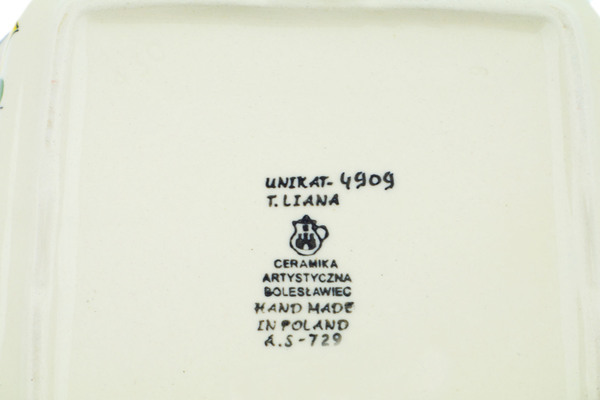 UNIKAT- 4909
T. LIANA
CERAMIKA
ARTYSTYCZNA
BOLESŁAWIEC
HAND MADE
IN POLAND
A.S-729